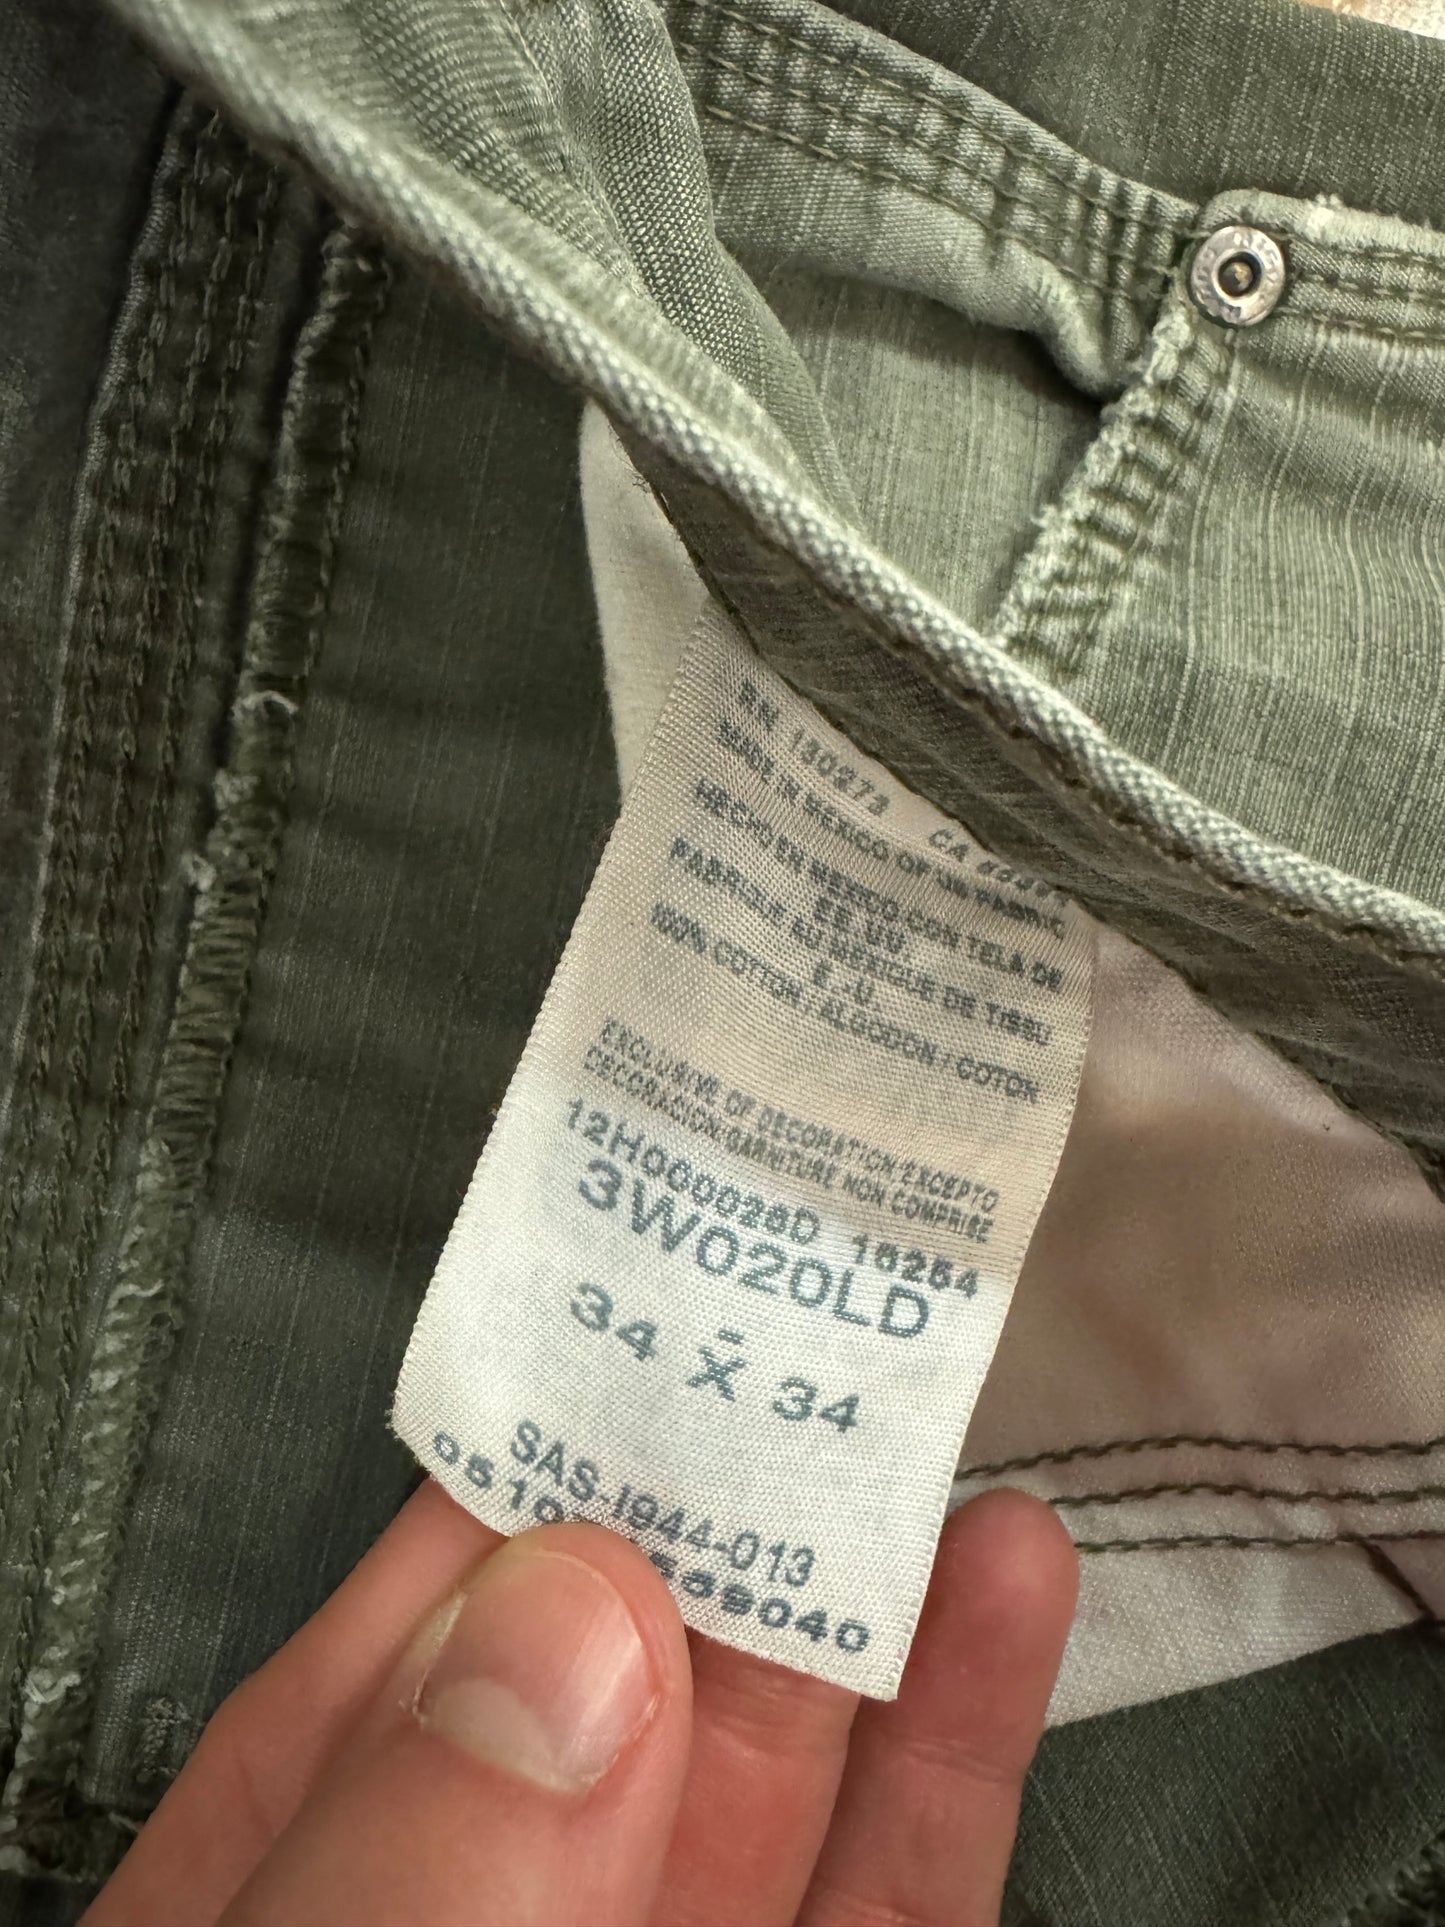 RN 130273 CA
MADE IN MEXICO OF US FABRIC
HECHO EN MEXICO CON TELA DE
EE UU
FABRIQUE AU MEXIQUE DE TISSU
É.-U
100% COTTON / ALGODON / COTON
EXCLUSIVE OF DECORATION/EXCEPTO
DECORACION/GARNITURE NON COMPRISE
12H000026D 16254
3W020LD
34 X 34
SAS-1944-013